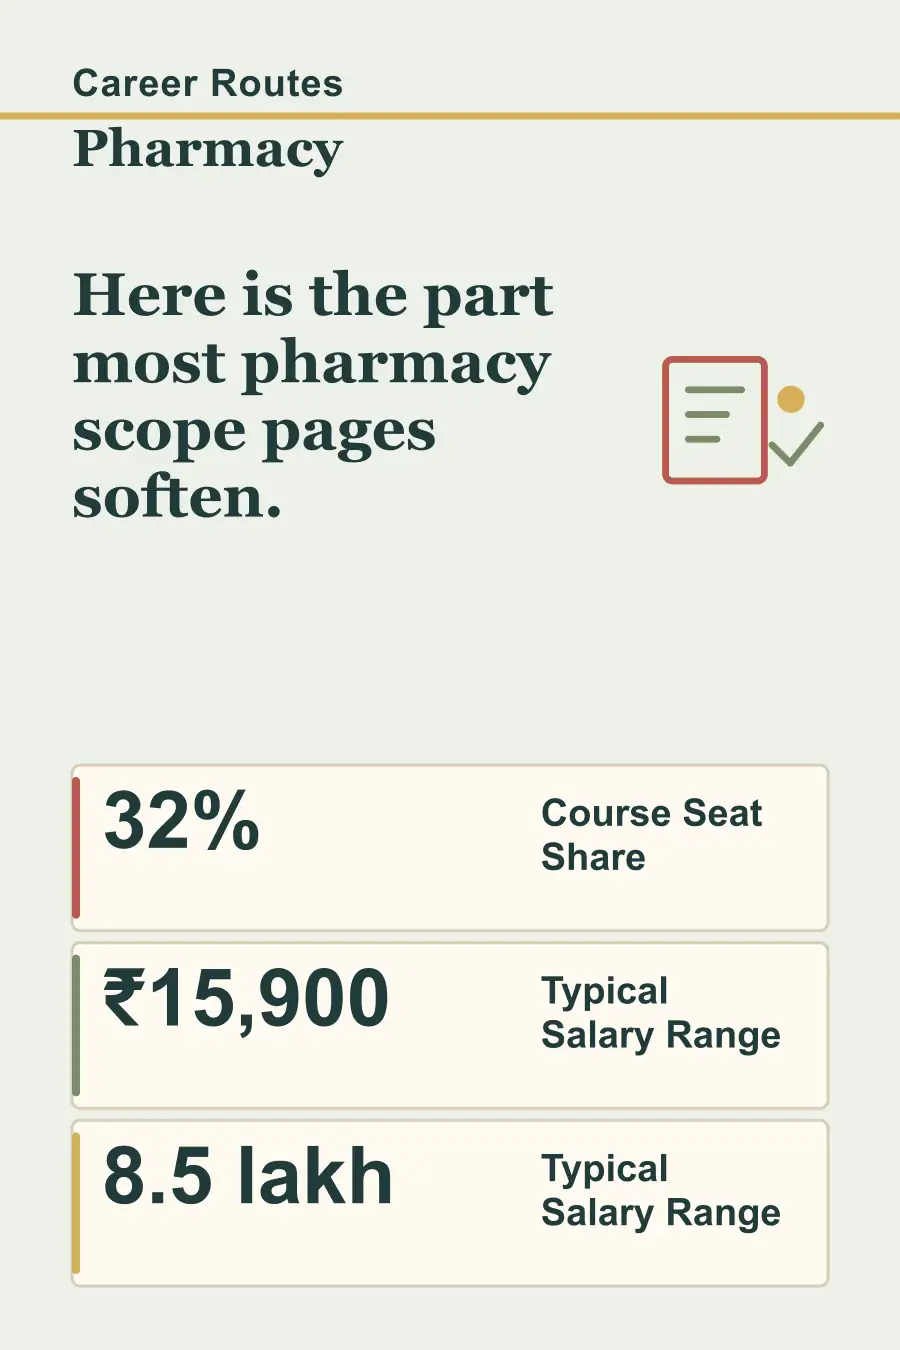 Career Routes
Pharmacy
Here is the part
most pharmacy
scope pages
soften.
32%
Course Seat
Share
₹15,900
Typical
Salary Range
8.5 lakh
Typical
Salary Range